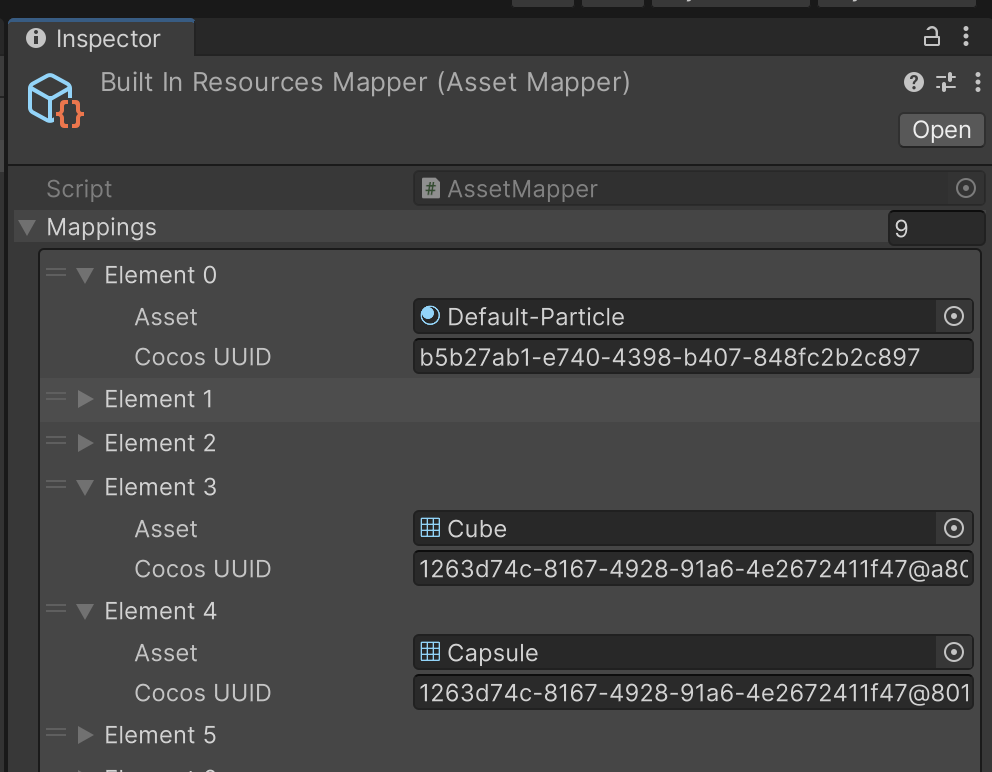 Inspector
Built In Resources Mapper (Asset Mapper)
Open
Script
AssetMapper
Mappings
9
Element 0
Asset
Default-Particle
Cocos UUID
b5b27ab1-e740-4398-b407-848fc2b2c897
Element 1
Element 2
Element 3
Asset
Cube
Cocos UUID
1263d74c-8167-4928-91a6-4e2672411f47@a80
Element 4
Asset
Capsule
Cocos UUID
1263d74c-8167-4928-91a6-4e2672411f47@801
Element 5